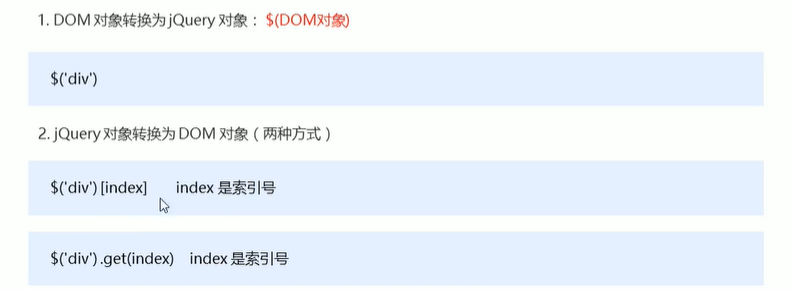 1. DOM 对象转换为 jQuery 对象： $(DOM对象)
$('div')
2. jQuery 对象转换为 DOM 对象（两种方式）
$('div') [index] index 是索引号
$('div') .get(index) index 是索引号